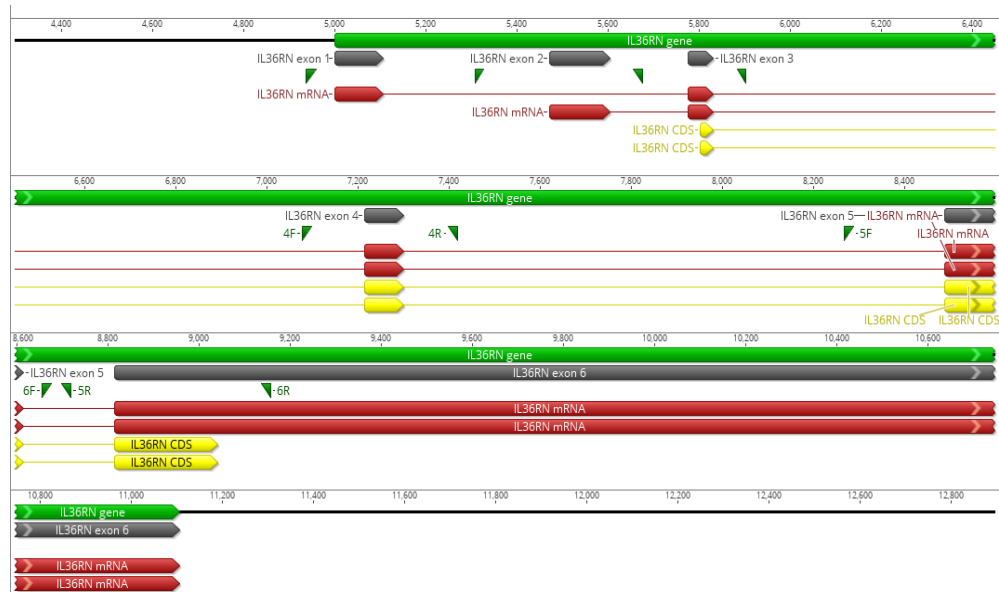 4,400 4,600 4,800 5,000 5,200 5,400 5,600 5,800 6,000 6,200 6,400
IL36RN gene
IL36RN exon 1 IL36RN exon 2 IL36RN exon 3
IL36RN mRNA
IL36RN mRNA
IL36RN CDS
IL36RN CDS
6,600 6,800 7,000 7,200 7,400 7,600 7,800 8,000 8,200 8,400
IL36RN gene
IL36RN exon 4 IL36RN exon 5 IL36RN mRNA
4F 4R 5F IL36RN mRNA
IL36RN CDS IL36RN CDS
8,600 8,800 9,000 9,200 9,400 9,600 9,800 10,000 10,200 10,400 10,600
IL36RN gene
IL36RN exon 5 IL36RN exon 6
6F 5R 6R
IL36RN mRNA
IL36RN mRNA
IL36RN CDS
IL36RN CDS
10,800 11,000 11,200 11,400 11,600 11,800 12,000 12,200 12,400 12,600 12,800
IL36RN gene
IL36RN exon 6
IL36RN mRNA
IL36RN mRNA